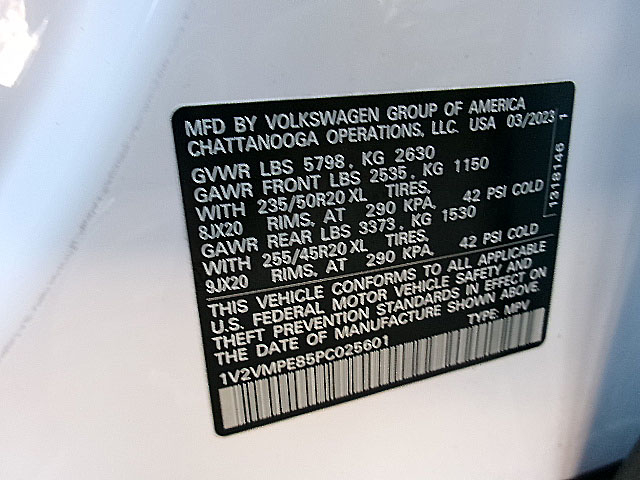 MFD BY VOLKSWAGEN GROUP OF AMERICA
CHATTANOOGA OPERATIONS, LLC. USA 03/2023
GVWR LBS 5798, KG 2630
GAWR FRONT LBS 2535, KG 1150
WITH 235/50R20 XL TIRES,
8JX20 RIMS, AT 290 KPA, 42 PSI COLD
GAWR REAR LBS 3373, KG 1530
WITH 255/45R20 XL TIRES,
9JX20 RIMS, AT 290 KPA, 42 PSI COLD
THIS VEHICLE CONFORMS TO ALL APPLICABLE
U.S. FEDERAL MOTOR VEHICLE SAFETY AND
THEFT PREVENTION STANDARDS IN EFFECT ON
THE DATE OF MANUFACTURE SHOWN ABOVE.
1V2VMPE85PC025601 TYPE: MPV
1318146 1